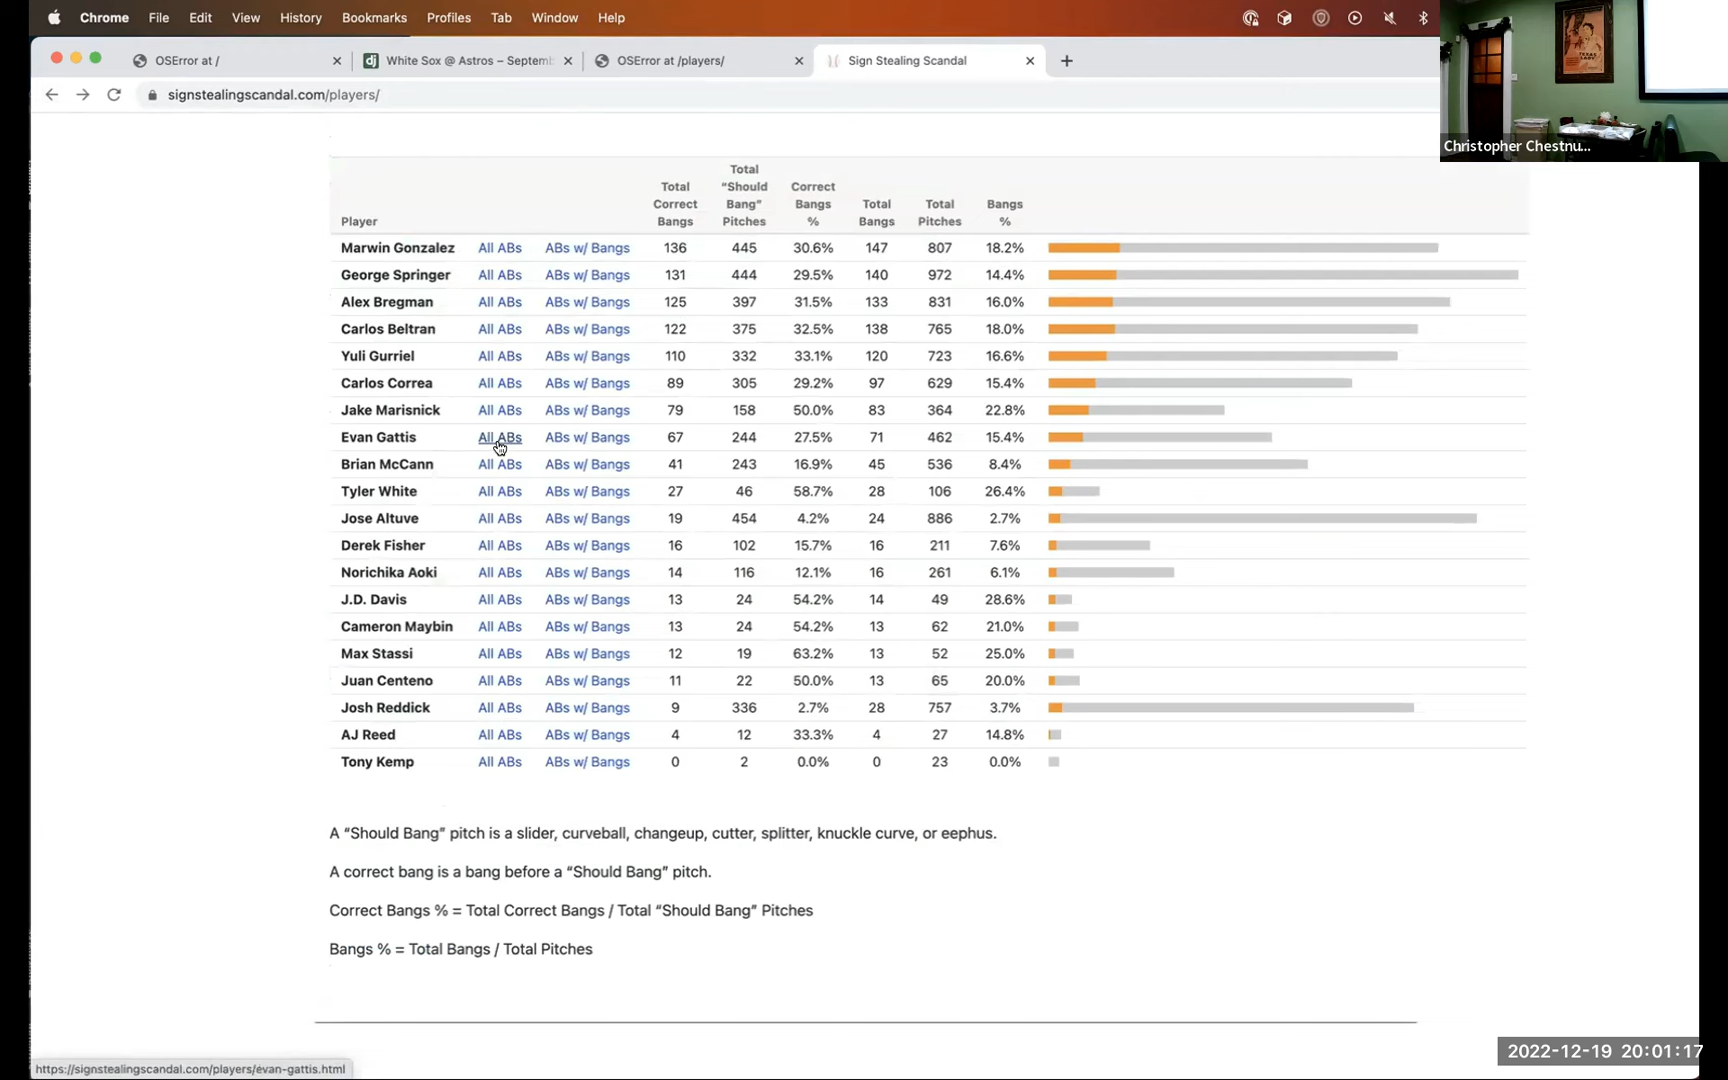 Chrome File Edit View History Bookmarks Profiles Tab Window Help
OSError at / White Sox @ Astros – Septemb OSError at /players/ Sign Stealing Scandal
signstealingscandal.com/players/
Christopher Chestnu...
Player Total Correct Bangs Total “Should Bang” Pitches Correct Bangs % Total Bangs Total Pitches Bangs %
Marwin Gonzalez All ABs ABs w/ Bangs 136 445 30.6% 147 807 18.2%
George Springer All ABs ABs w/ Bangs 131 444 29.5% 140 972 14.4%
Alex Bregman All ABs ABs w/ Bangs 125 397 31.5% 133 831 16.0%
Carlos Beltran All ABs ABs w/ Bangs 122 375 32.5% 138 765 18.0%
Yuli Gurriel All ABs ABs w/ Bangs 110 332 33.1% 120 723 16.6%
Carlos Correa All ABs ABs w/ Bangs 89 305 29.2% 97 629 15.4%
Jake Marisnick All ABs ABs w/ Bangs 79 158 50.0% 83 364 22.8%
Evan Gattis All ABs ABs w/ Bangs 67 244 27.5% 71 462 15.4%
Brian McCann All ABs ABs w/ Bangs 41 243 16.9% 45 536 8.4%
Tyler White All ABs ABs w/ Bangs 27 46 58.7% 28 106 26.4%
Jose Altuve All ABs ABs w/ Bangs 19 454 4.2% 24 886 2.7%
Derek Fisher All ABs ABs w/ Bangs 16 102 15.7% 16 211 7.6%
Norichika Aoki All ABs ABs w/ Bangs 14 116 12.1% 16 261 6.1%
J.D. Davis All ABs ABs w/ Bangs 13 24 54.2% 14 49 28.6%
Cameron Maybin All ABs ABs w/ Bangs 13 24 54.2% 13 62 21.0%
Max Stassi All ABs ABs w/ Bangs 12 19 63.2% 13 52 25.0%
Juan Centeno All ABs ABs w/ Bangs 11 22 50.0% 13 65 20.0%
Josh Reddick All ABs ABs w/ Bangs 9 336 2.7% 28 757 3.7%
AJ Reed All ABs ABs w/ Bangs 4 12 33.3% 4 27 14.8%
Tony Kemp All ABs ABs w/ Bangs 0 2 0.0% 0 23 0.0%
A “Should Bang” pitch is a slider, curveball, changeup, cutter, splitter, knuckle curve, or eephus.
A correct bang is a bang before a “Should Bang” pitch.
Correct Bangs % = Total Correct Bangs / Total “Should Bang” Pitches
Bangs % = Total Bangs / Total Pitches
2022-12-19 20:01:17
https://signstealingscandal.com/players/evan-gattis.html